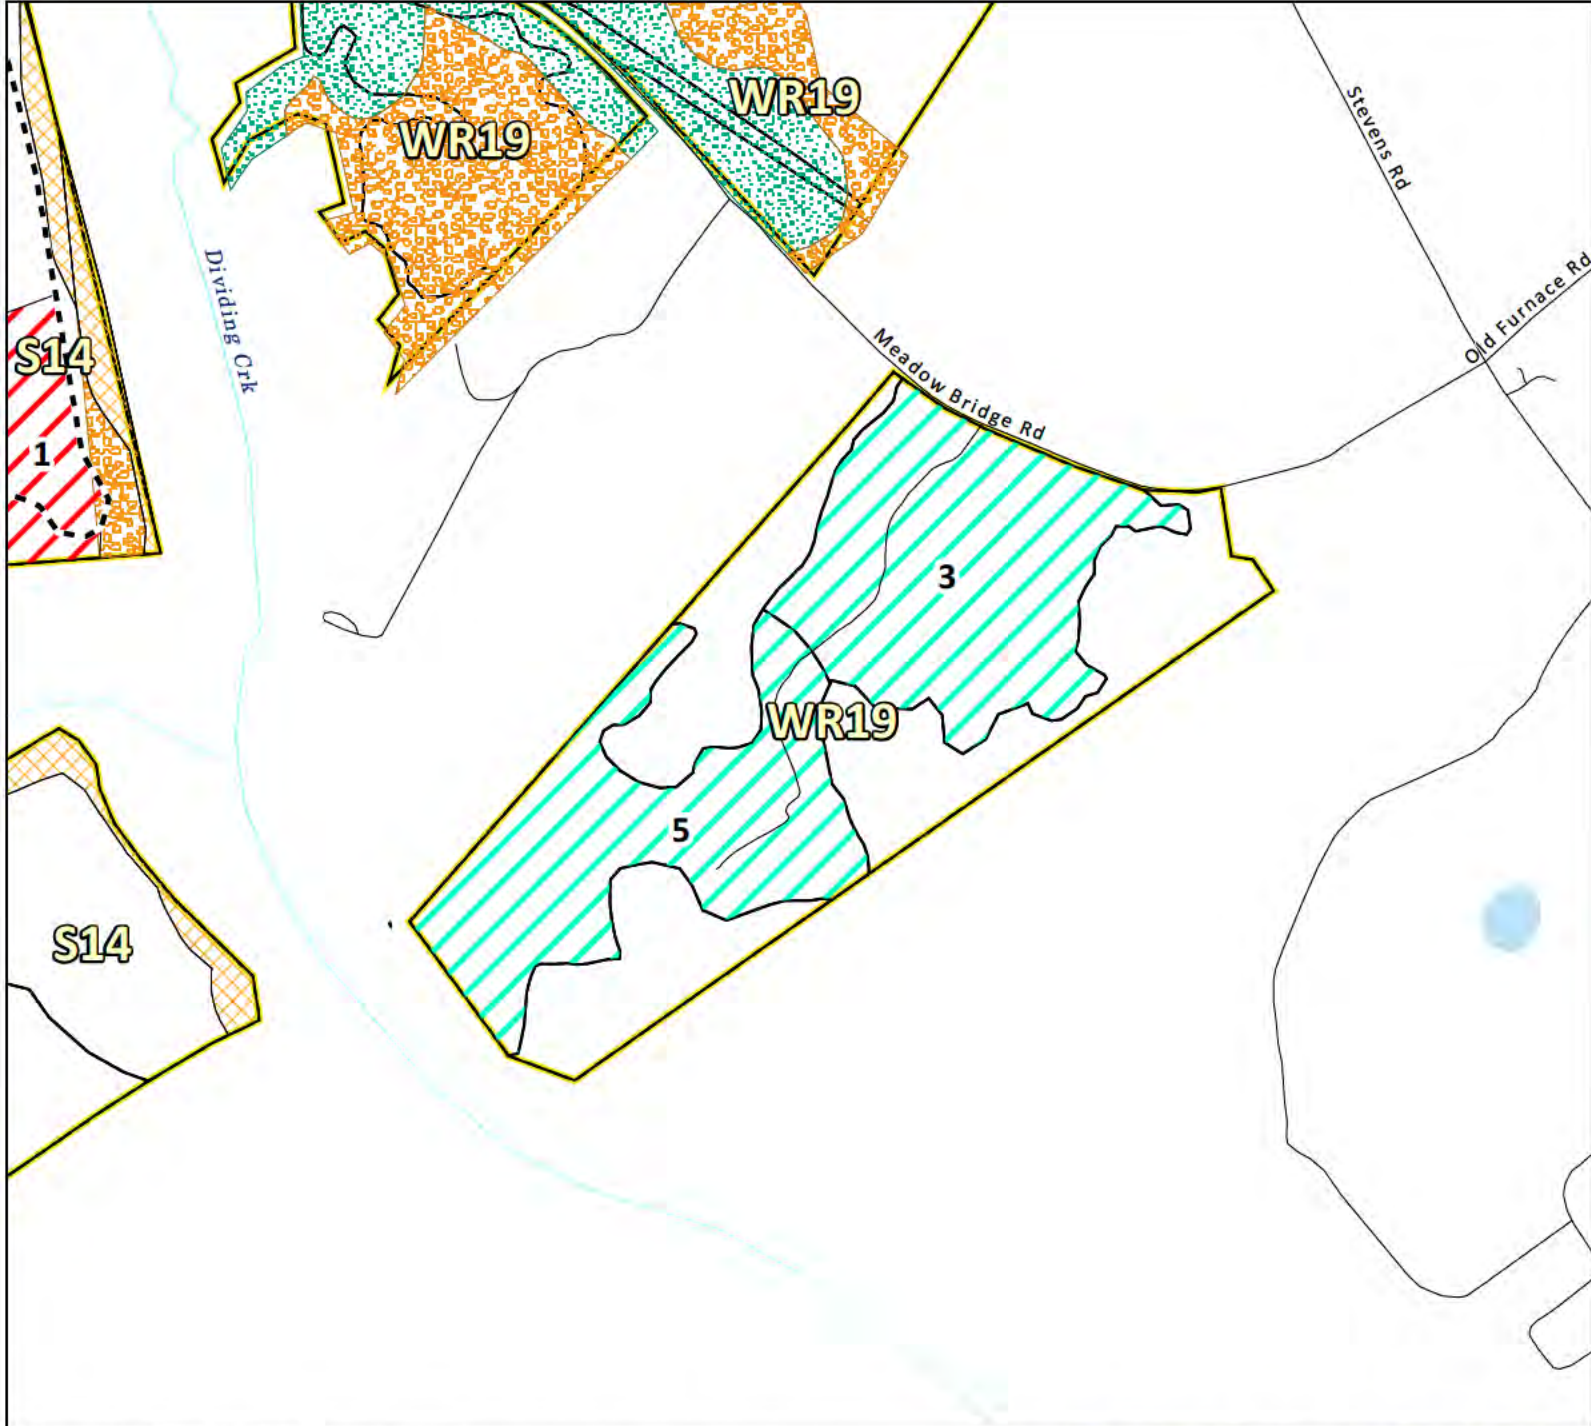 WR19
WR19
Stevens Rd
Old Furnace Rd
Dividing Crk
Meadow Bridge Rd
S14
1
3
WR19
5
S14